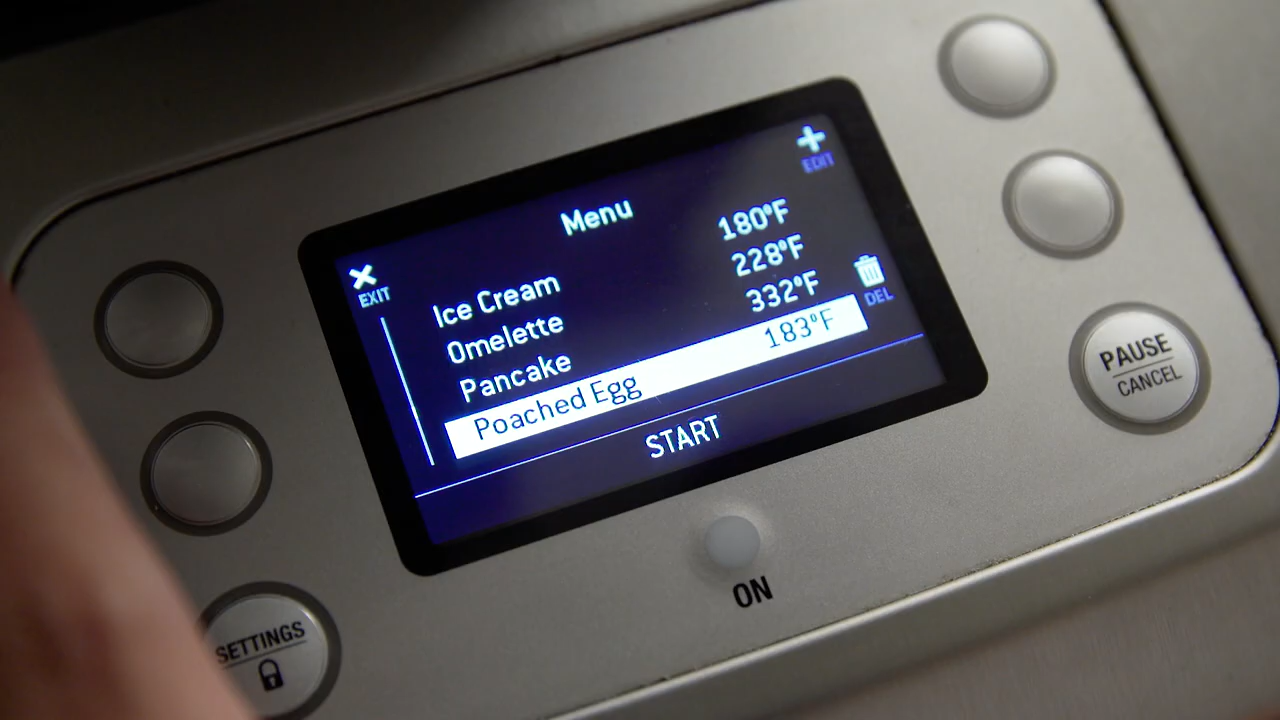 EDIT
Menu
EXIT
Ice Cream 180°F
Omelette 228°F
Pancake 332°F
Poached Egg 183°F
DEL
START
PAUSE
CANCEL
ON
SETTINGS